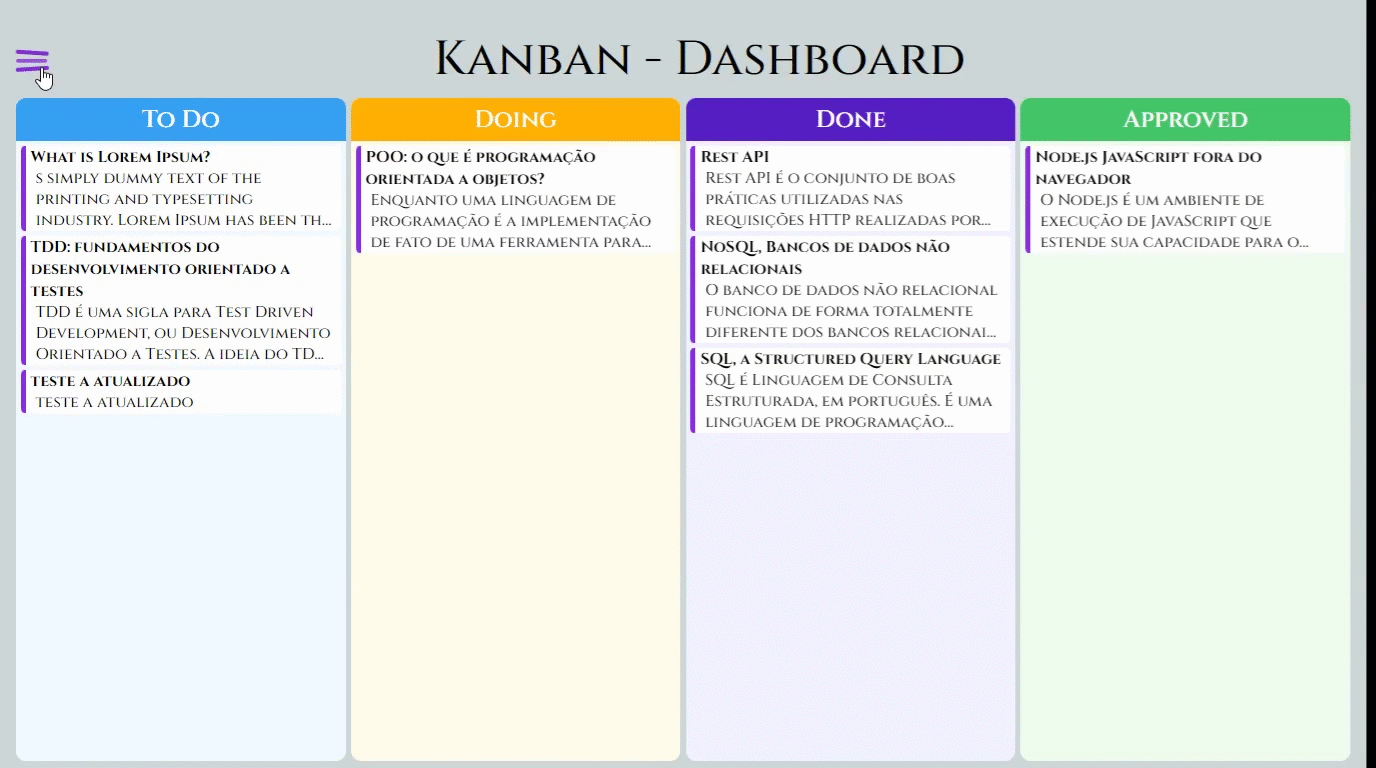 Kanban - Dashboard
To Do
What is Lorem Ipsum?
s simply dummy text of the
printing and typesetting
industry. Lorem Ipsum has been th...
TDD: fundamentos do
desenvolvimento orientado a
testes
TDD é uma sigla para Test Driven
Development, ou Desenvolvimento
Orientado a Testes. A ideia do TD...
teste a atualizado
teste a atualizado
Doing
POO: o que é programação
orientada a objetos?
Enquanto uma linguagem de
programação é a implementação
de fato de uma ferramenta para...
Done
Rest API
Rest API é o conjunto de boas
práticas utilizadas nas
requisições HTTP realizadas por...
NoSQL, Bancos de dados não
relacionais
O banco de dados não relacional
funciona de forma totalmente
diferente dos bancos relacionai...
SQL, a Structured Query Language
SQL é Linguagem de Consulta
Estruturada, em português. É uma
linguagem de programação...
Approved
Node.js JavaScript fora do
navegador
O Node.js é um ambiente de
execução de JavaScript que
estende sua capacidade para o...